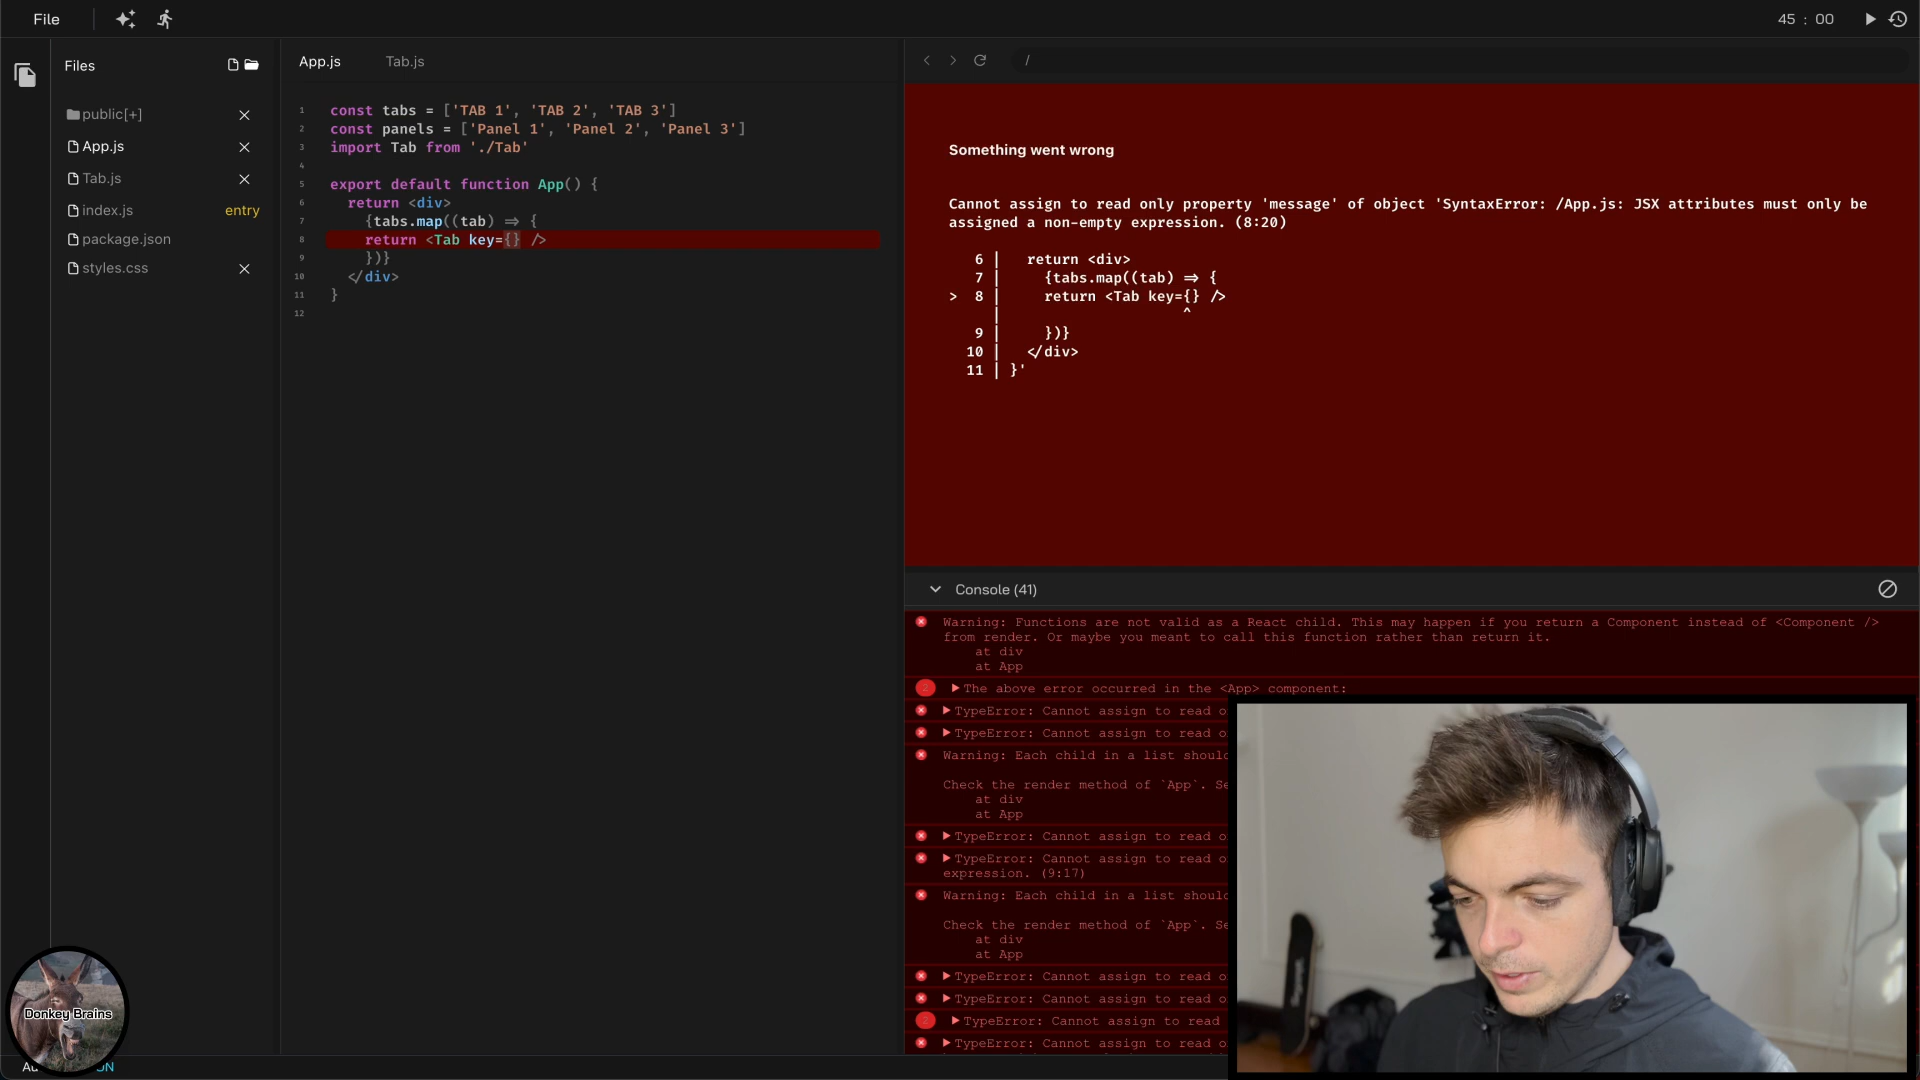 File
45 : 00
Files
public[+]
App.js
Tab.js
index.js
entry
package.json
styles.css
App.js
Tab.js
1 const tabs = ['TAB 1', 'TAB 2', 'TAB 3']
2 const panels = ['Panel 1', 'Panel 2', 'Panel 3']
3 import Tab from './Tab'
4
5 export default function App() {
6 return <div>
7 {tabs.map((tab) => {
8 return <Tab key={} />
9 })}
10 </div>
11 }
12
/
Something went wrong
Cannot assign to read only property 'message' of object 'SyntaxError: /App.js: JSX attributes must only be
assigned a non-empty expression. (8:20)
6 | return <div>
7 | {tabs.map((tab) => {
> 8 | return <Tab key={} />
| ^
9 | })}
10 | </div>
11 | }'
Console (41)
Warning: Functions are not valid as a React child. This may happen if you return a Component instead of <Component />
from render. Or maybe you meant to call this function rather than return it.
at div
at App
2 The above error occurred in the <App> component:
TypeError: Cannot assign to read o
TypeError: Cannot assign to read o
Warning: Each child in a list shoul
Check the render method of `App`. Se
at div
at App
TypeError: Cannot assign to read o
TypeError: Cannot assign to read o
expression. (9:17)
Warning: Each child in a list shoul
Check the render method of `App`. Se
at div
at App
TypeError: Cannot assign to read o
TypeError: Cannot assign to read o
2 TypeError: Cannot assign to read
TypeError: Cannot assign to read o
Donkey Brains